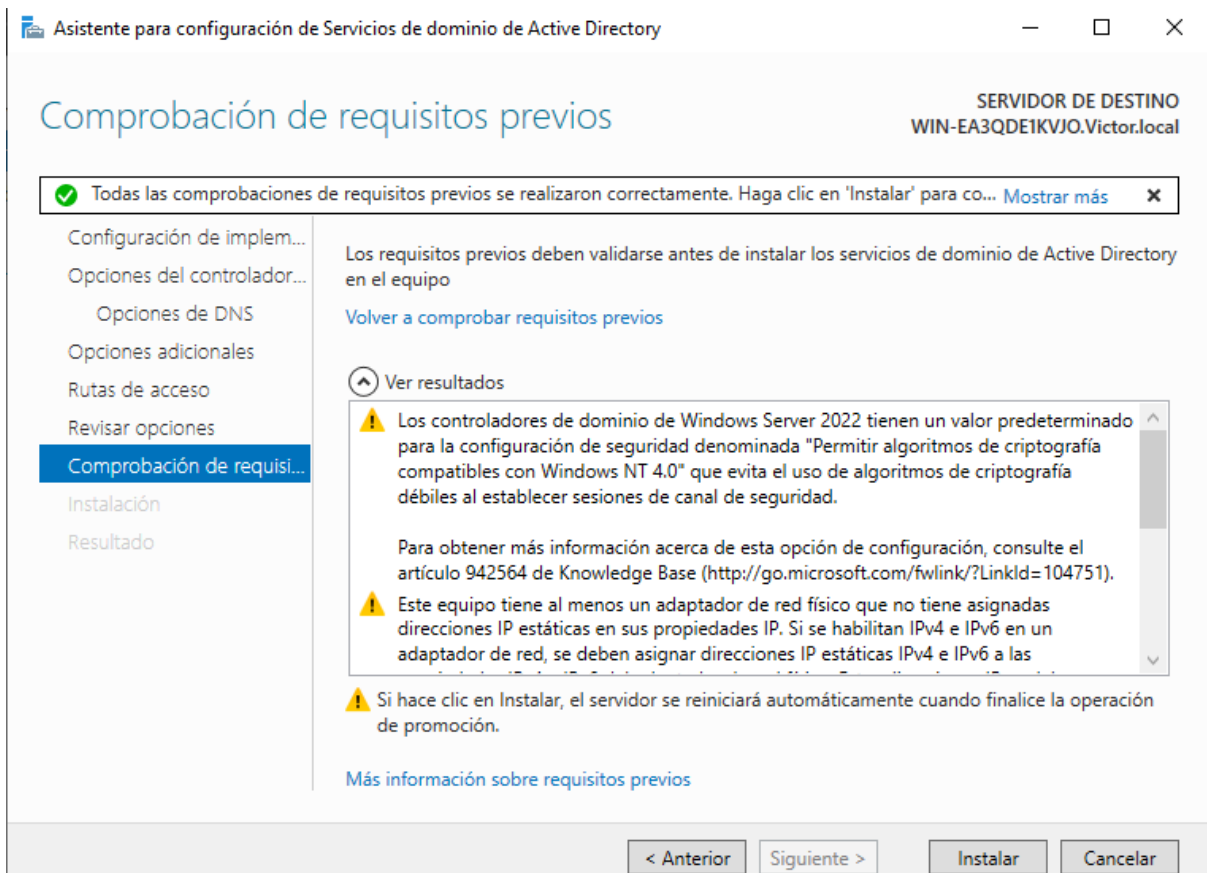 Asistente para configuración de Servicios de dominio de Active Directory
Comprobación de requisitos previos
SERVIDOR DE DESTINO
WIN-EA3QDE1KVJO.Victor.local
Todas las comprobaciones de requisitos previos se realizaron correctamente. Haga clic en 'Instalar' para co... Mostrar más
Configuración de implem...
Opciones del controlador...
Opciones de DNS
Opciones adicionales
Rutas de acceso
Revisar opciones
Comprobación de requisi...
Instalación
Resultado
Los requisitos previos deben validarse antes de instalar los servicios de dominio de Active Directory
en el equipo
Volver a comprobar requisitos previos
Ver resultados
Los controladores de dominio de Windows Server 2022 tienen un valor predeterminado
para la configuración de seguridad denominada "Permitir algoritmos de criptografía
compatibles con Windows NT 4.0" que evita el uso de algoritmos de criptografía
débiles al establecer sesiones de canal de seguridad.
Para obtener más información acerca de esta opción de configuración, consulte el
artículo 942564 de Knowledge Base (http://go.microsoft.com/fwlink/?LinkId=104751).
Este equipo tiene al menos un adaptador de red físico que no tiene asignadas
direcciones IP estáticas en sus propiedades IP. Si se habilitan IPv4 e IPv6 en un
adaptador de red, se deben asignar direcciones IP estáticas IPv4 e IPv6 a las
Si hace clic en Instalar, el servidor se reiniciará automáticamente cuando finalice la operación
de promoción.
Más información sobre requisitos previos
< Anterior
Siguiente >
Instalar
Cancelar